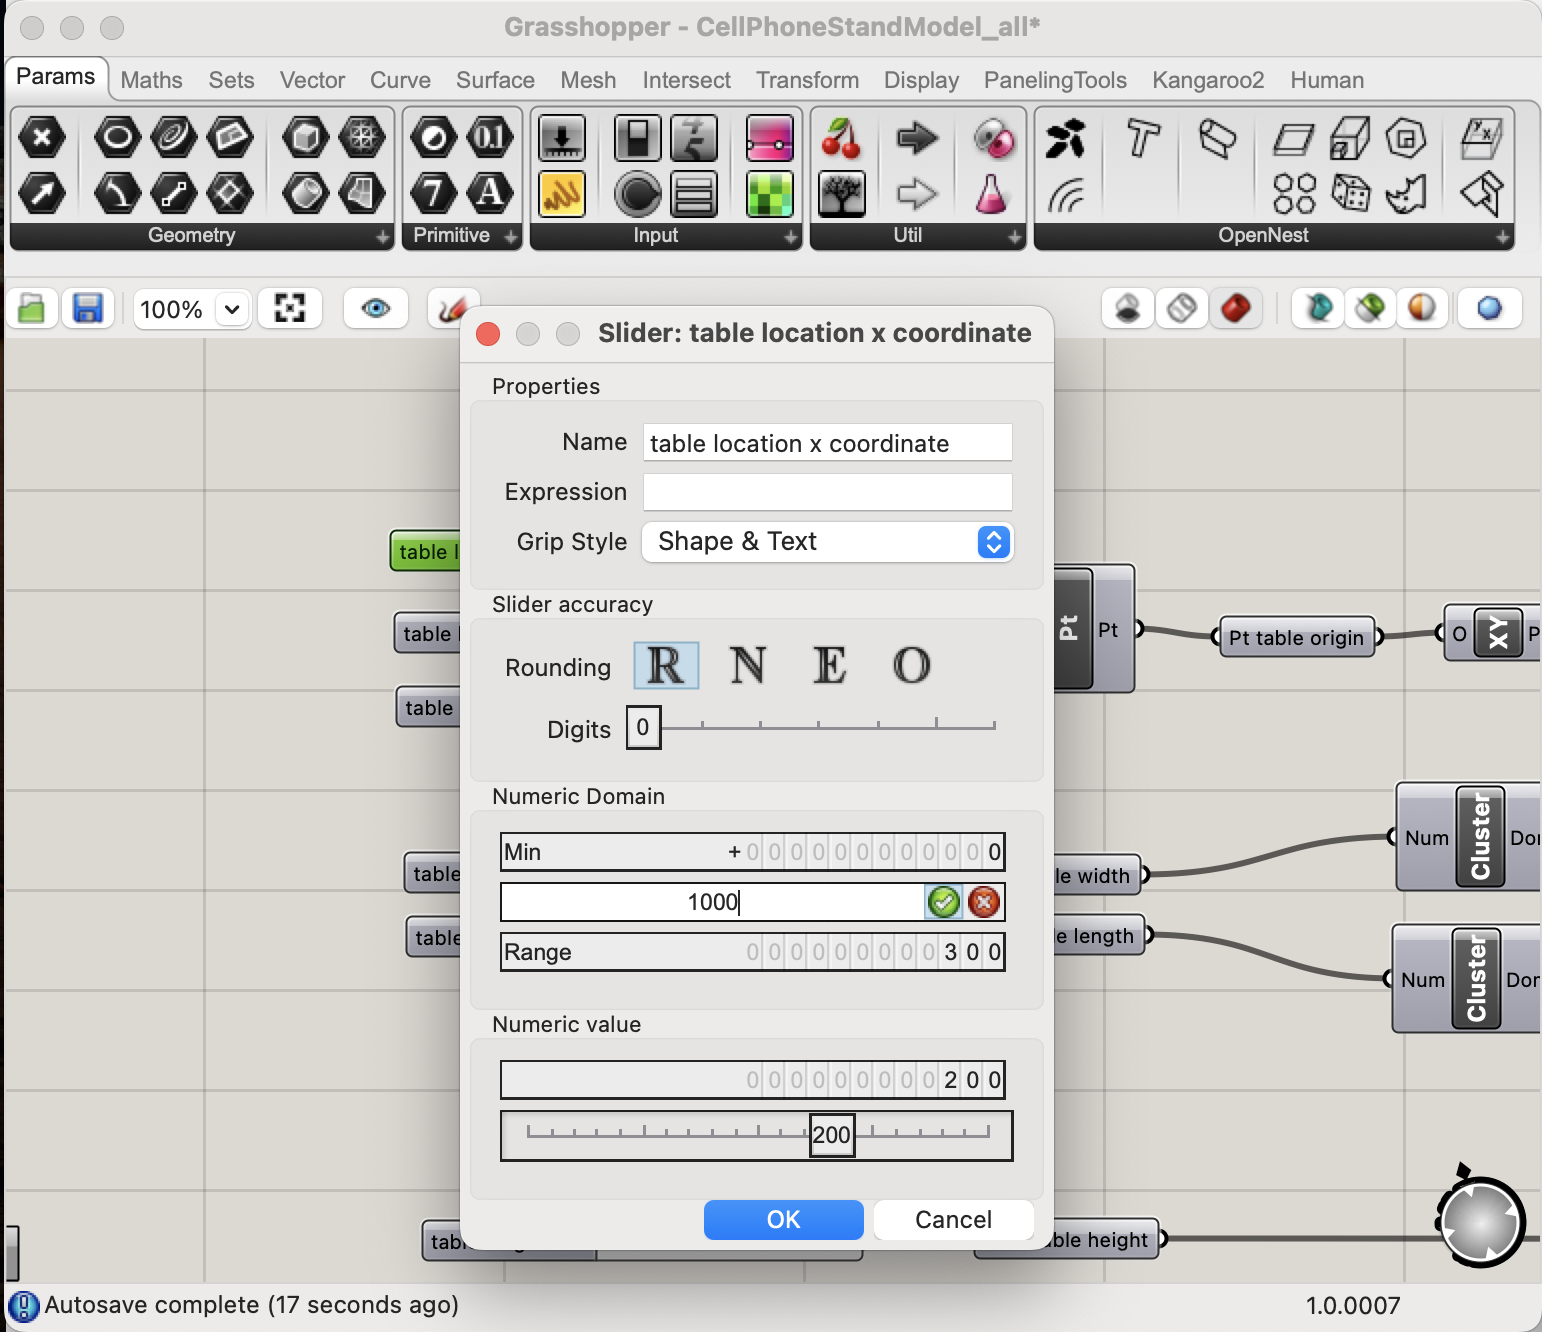 Grasshopper - CellPhoneStandModel_all*
Params Maths Sets Vector Curve Surface Mesh Intersect Transform Display PanelingTools Kangaroo2 Human
Geometry Primitive Input Util OpenNest
100%
Slider: table location x coordinate
Properties
Name table location x coordinate
Expression
Grip Style Shape & Text
Slider accuracy
Rounding R N E O
Digits 0
Numeric Domain
Min + 0 0 0 0 0 0 0 0 0 0 0 0
1000
Range 0 0 0 0 0 0 0 0 0 3 0 0
Numeric value
0 0 0 0 0 0 0 0 0 2 0 0
200
OK Cancel
table l
table
table
table
table
Pt Pt
Pt table origin
O XY P
le width
Num Cluster Dor
e length
Num Cluster Dor
ble height
Autosave complete (17 seconds ago)
1.0.0007